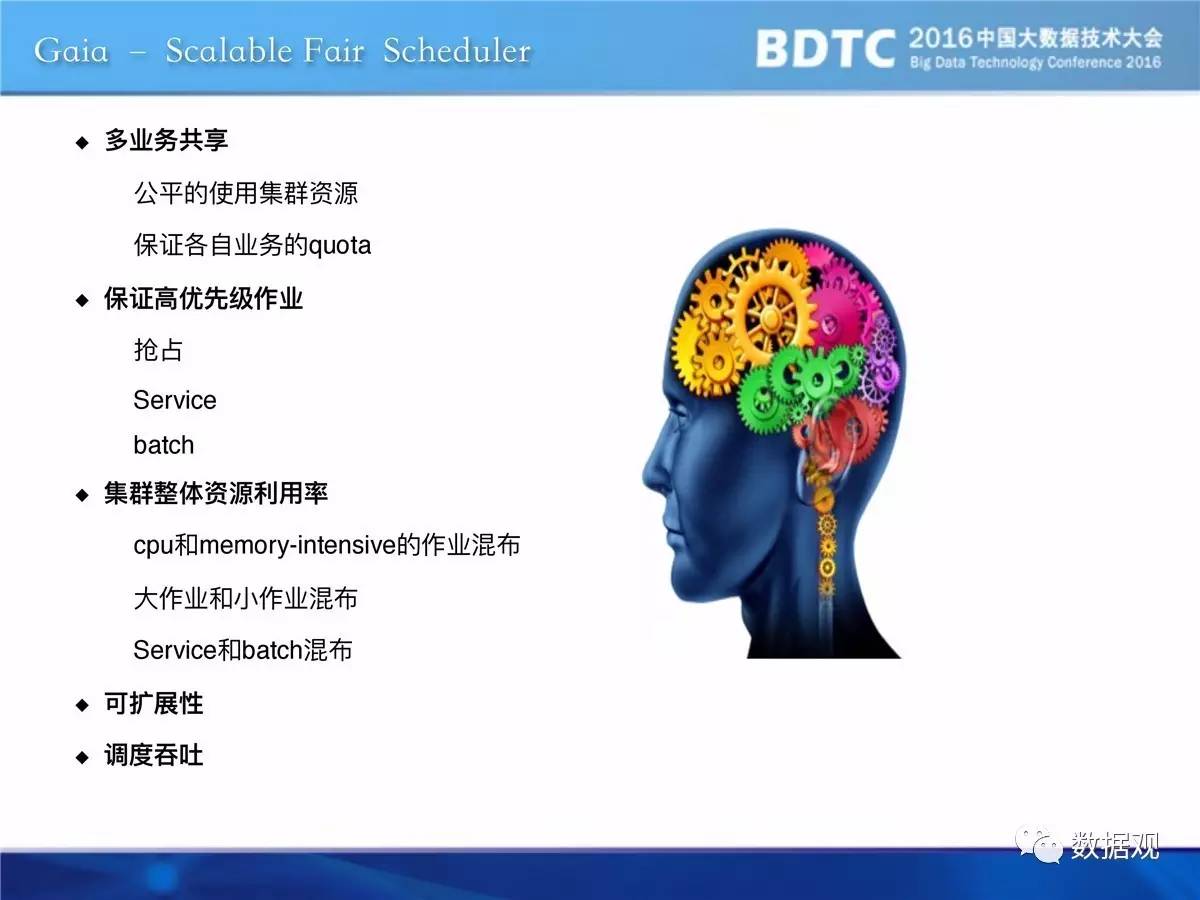 Gaia – Scalable Fair Scheduler
BDTC 2016中国大数据技术大会
Big Data Technology Conference 2016
◆ 多业务共享
公平的使用集群资源
保证各自业务的quota
◆ 保证高优先级作业
抢占
Service
batch
◆ 集群整体资源利用率
cpu和memory-intensive的作业混布
大作业和小作业混布
Service和batch混布
◆ 可扩展性
◆ 调度吞吐
数据观